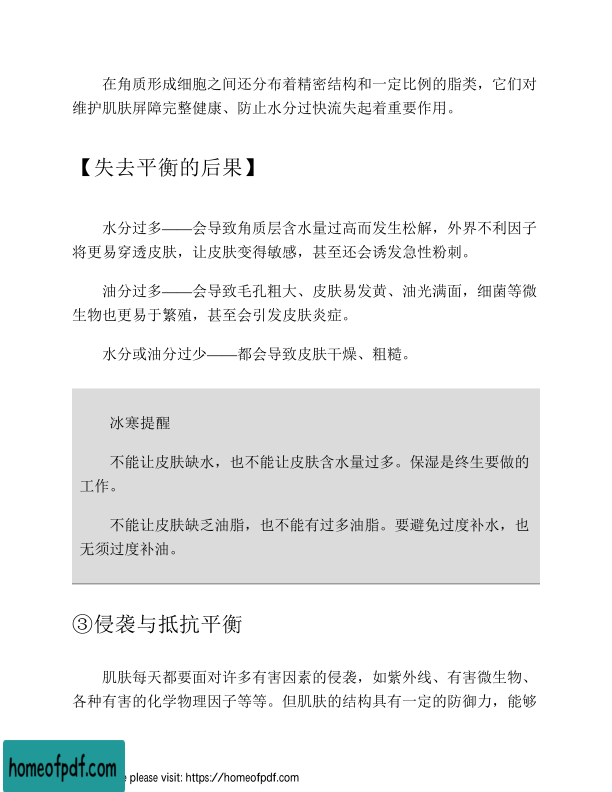 在角质形成细胞之间还分布着精密结构和一定比例的脂类，它们对
维护肌肤屏障完整健康、防止水分过快流失起着重要作用。
【失去平衡的后果】
水分过多——会导致角质层含水量过高而发生松解，外界不利因子
将更易穿透皮肤，让皮肤变得敏感，甚至还会诱发急性粉刺。
油分过多——会导致毛孔粗大、皮肤易发黄、油光满面，细菌等微
生物也更易于繁殖，甚至会引发皮肤炎症。
水分或油分过少——都会导致皮肤干燥、粗糙。
冰寒提醒
不能让皮肤缺水，也不能让皮肤含水量过多。保湿是终生要做的
工作。
不能让皮肤缺乏油脂，也不能有过多油脂。要避免过度补水，也
无须过度补油。
③侵袭与抵抗平衡
肌肤每天都要面对许多有害因素的侵袭，如紫外线、有害微生物、
各种有害的化学物理因子等等。但肌肤的结构具有一定的防御力，能够
homeofpdf.com
e please visit: https://homeofpdf.com